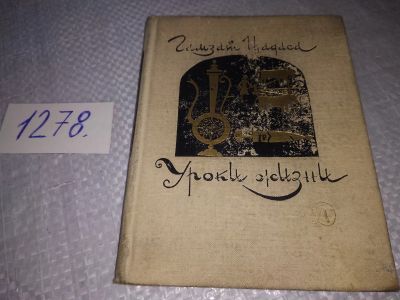 1278.
Гамзат Цадаса
Уроки жизни